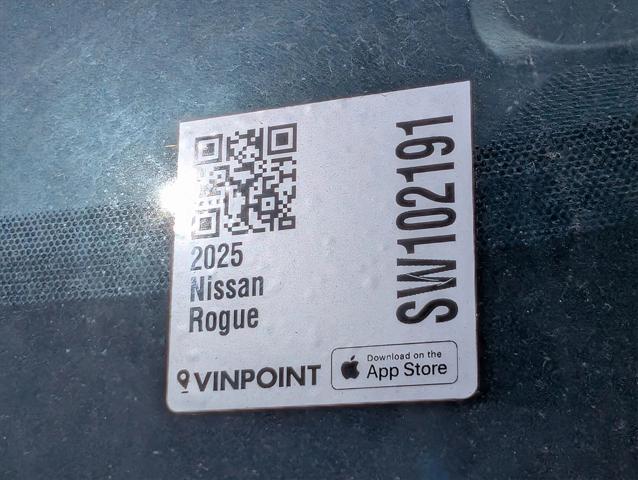 2025
Nissan
Rogue
SW102191
VINPOINT
Download on the
App Store